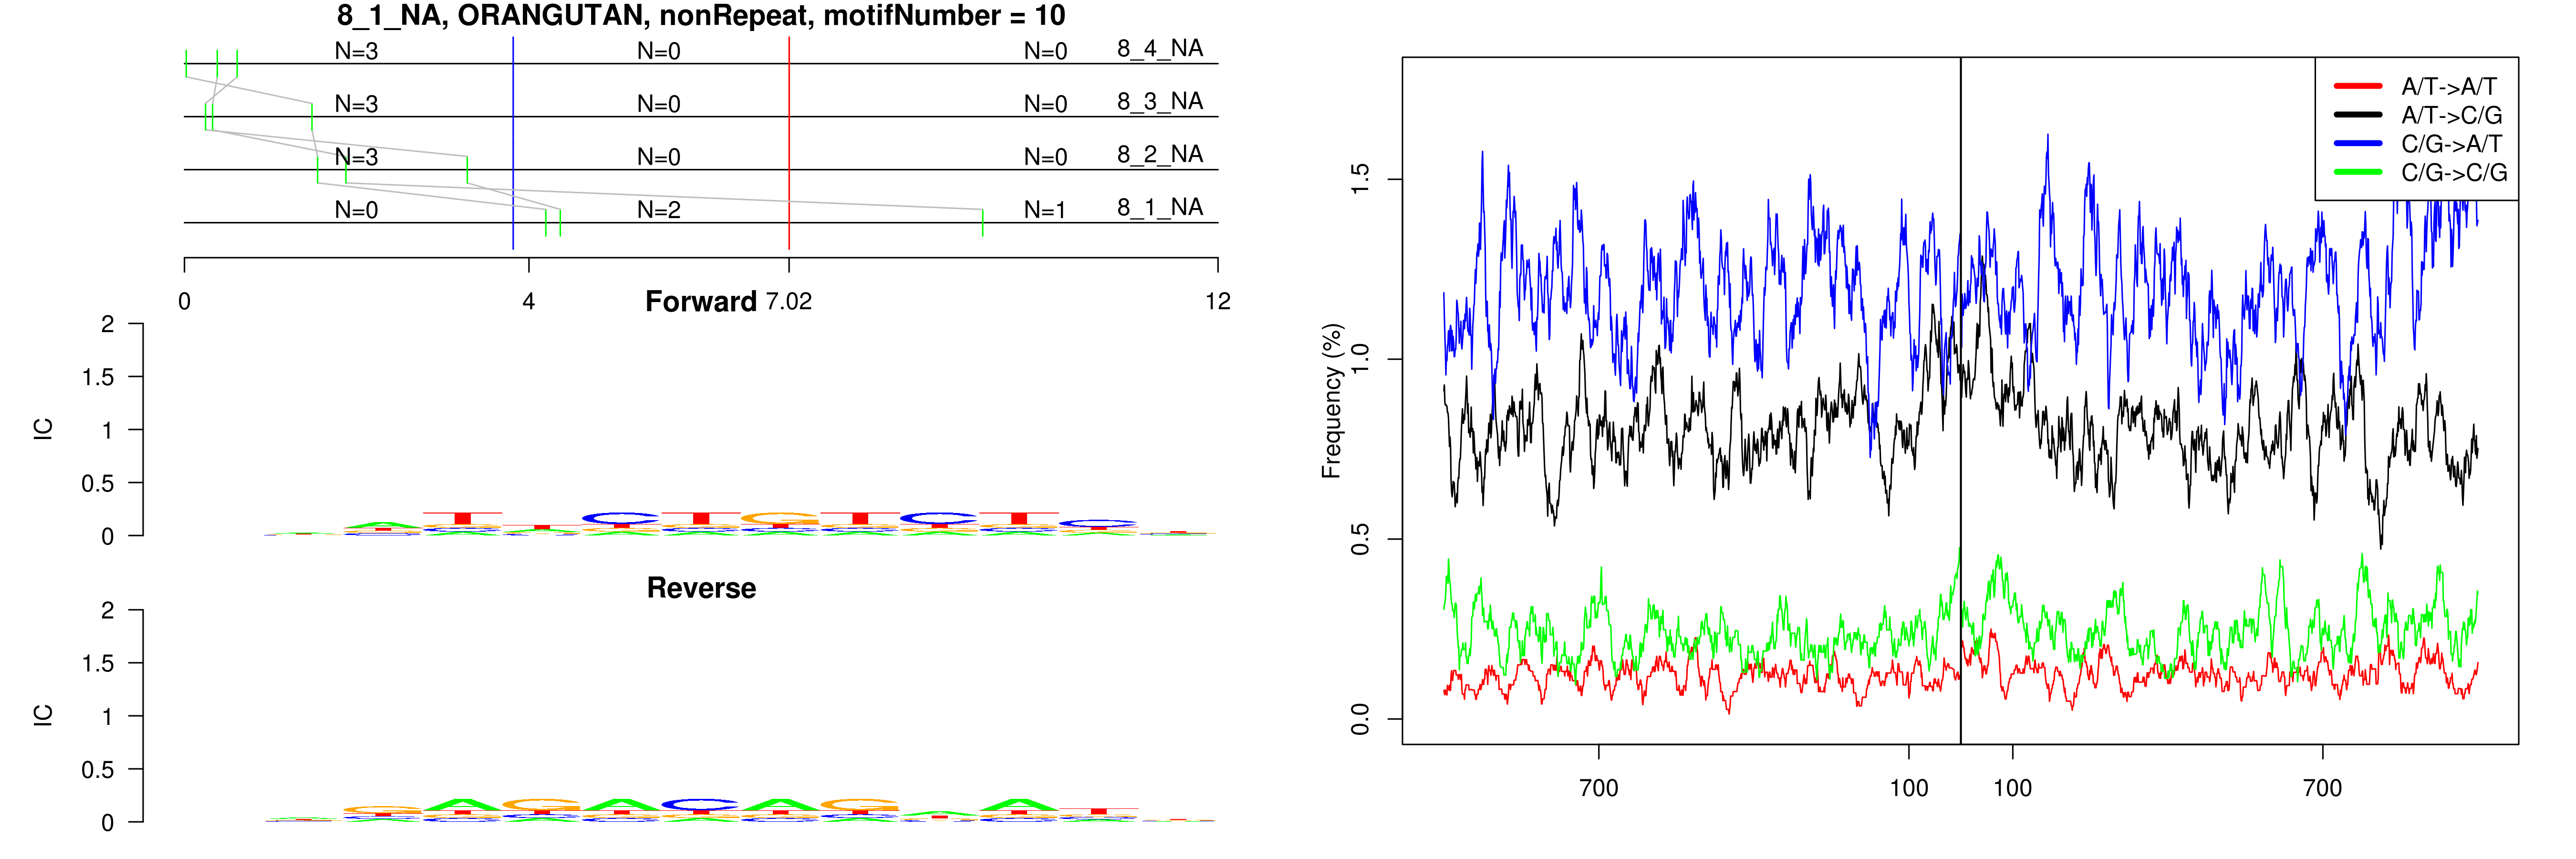 8_1_NA, ORANGUTAN, nonRepeat, motifNumber = 10
N=3 N=0 N=0 8_4_NA
N=3 N=0 N=0 8_3_NA
N=3 N=0 N=0 8_2_NA
N=0 N=2 N=1 8_1_NA
0 4 7.02 12
Forward
2
1.5
1
0.5
0
IC
A T T C T G T C T C
Reverse
2
1.5
1
0.5
0
IC
G A G A C A G A A T
A/T->A/T
A/T->C/G
C/G->A/T
C/G->C/G
Frequency (%)
1.5
1.0
0.5
0.0
700 100 100 700